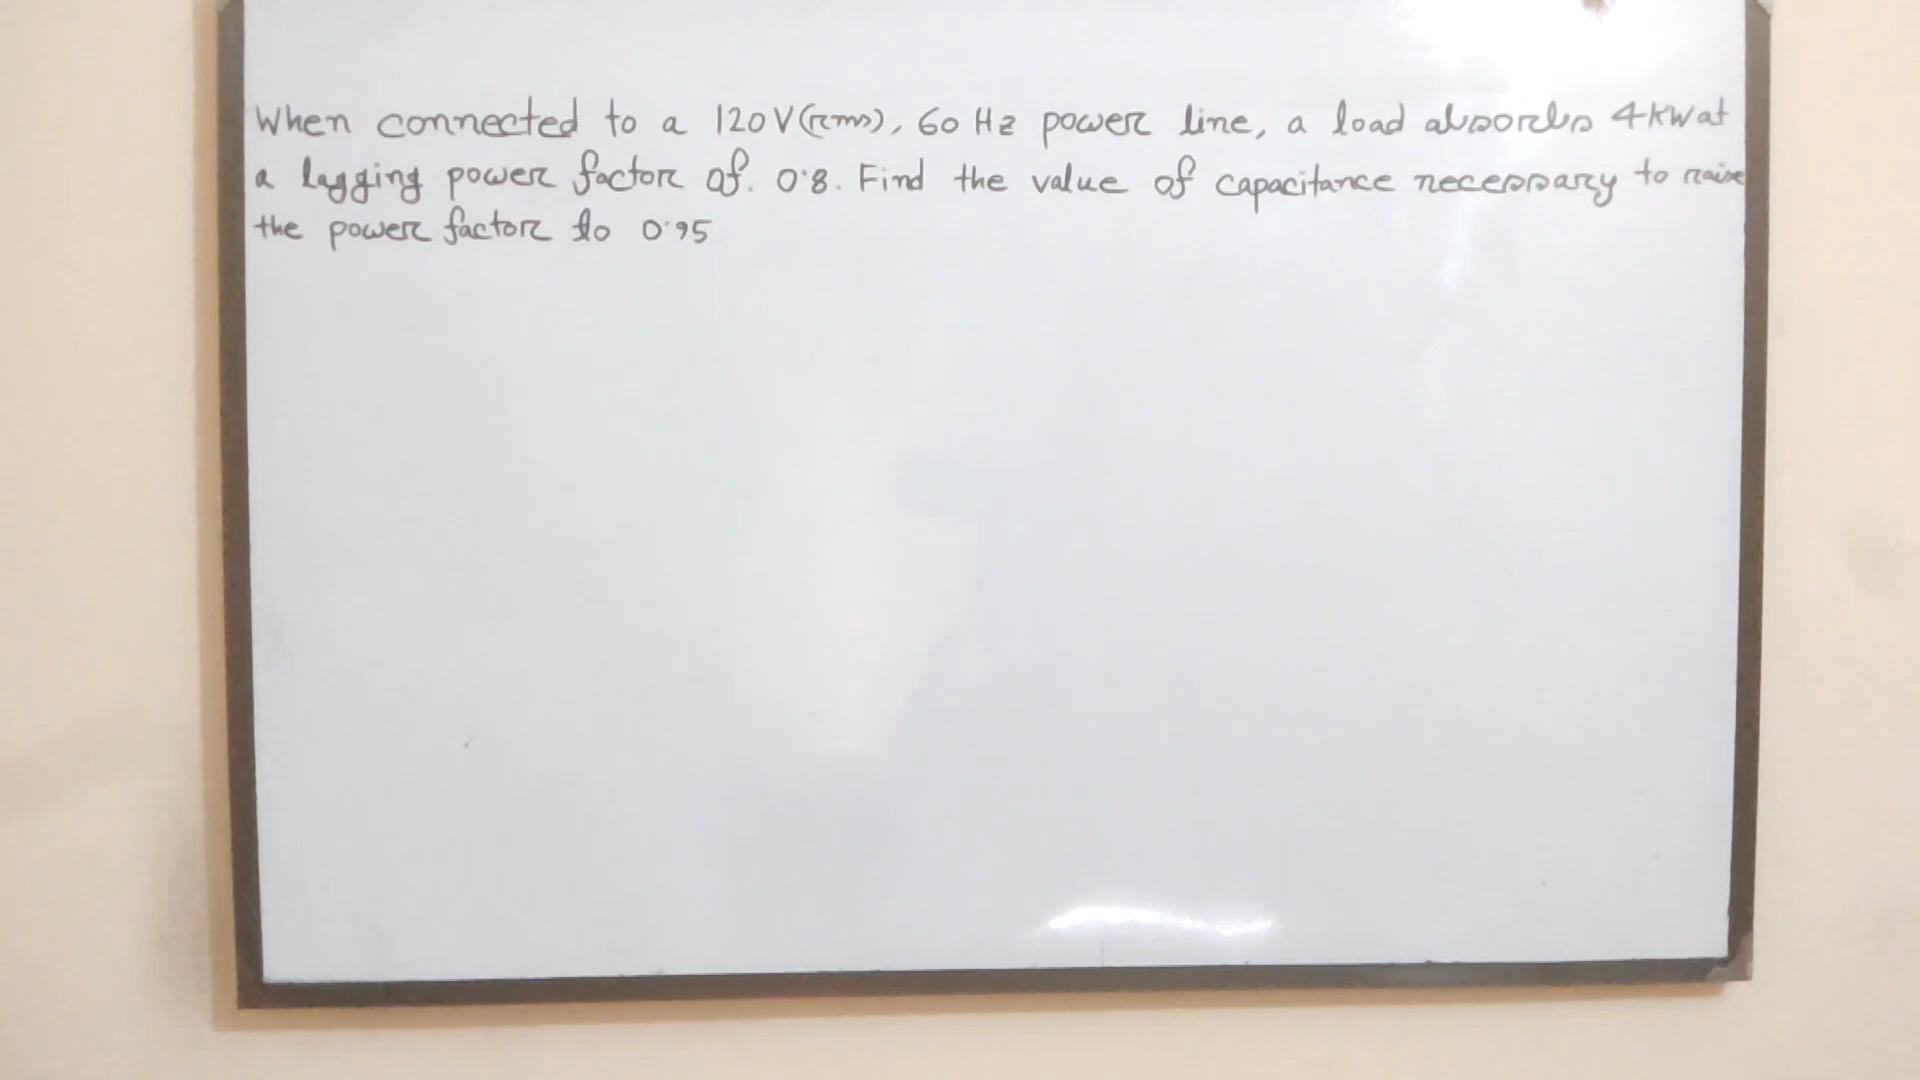 When connected to a 120V(rms), 60 Hz power line, a load absorbs 4kW at
a lagging power factor of. 0.8. Find the value of capacitance necessary to raise
the power factor to 0.95